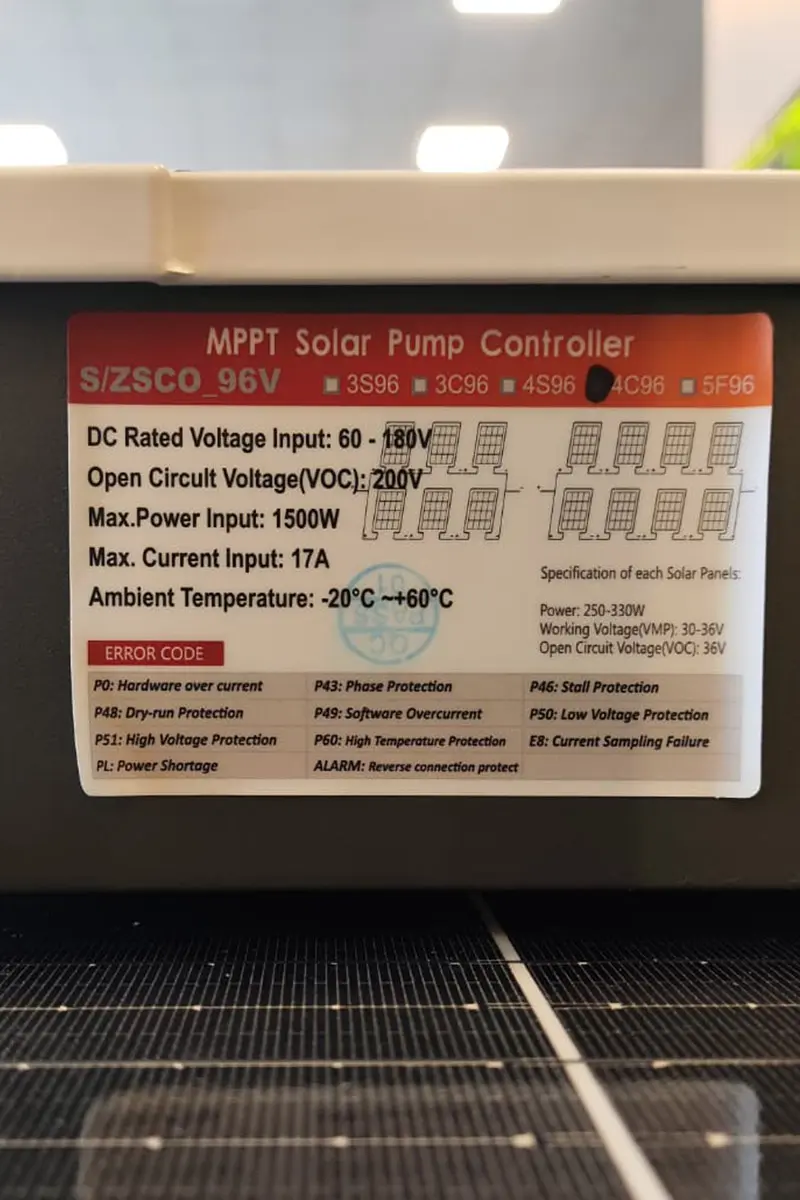 MPPT Solar Pump Controller
S/ZSCO_96V 3S96 3C96 4S96 4C96 5F96
DC Rated Voltage Input: 60 - 180V
Open Circult Voltage(VOC): 200V
Max.Power Input: 1500W
Max. Current Input: 17A
Ambient Temperature: -20°C ~+60°C
Specification of each Solar Panels:
Power: 250-330W
Working Voltage(VMP): 30-36V
Open Circuit Voltage(VOC): 36V
QC PASS 01
ERROR CODE
P0: Hardware over current P43: Phase Protection P46: Stall Protection
P48: Dry-run Protection P49: Software Overcurrent P50: Low Voltage Protection
P51: High Voltage Protection P60: High Temperature Protection E8: Current Sampling Failure
PL: Power Shortage ALARM: Reverse connection protect